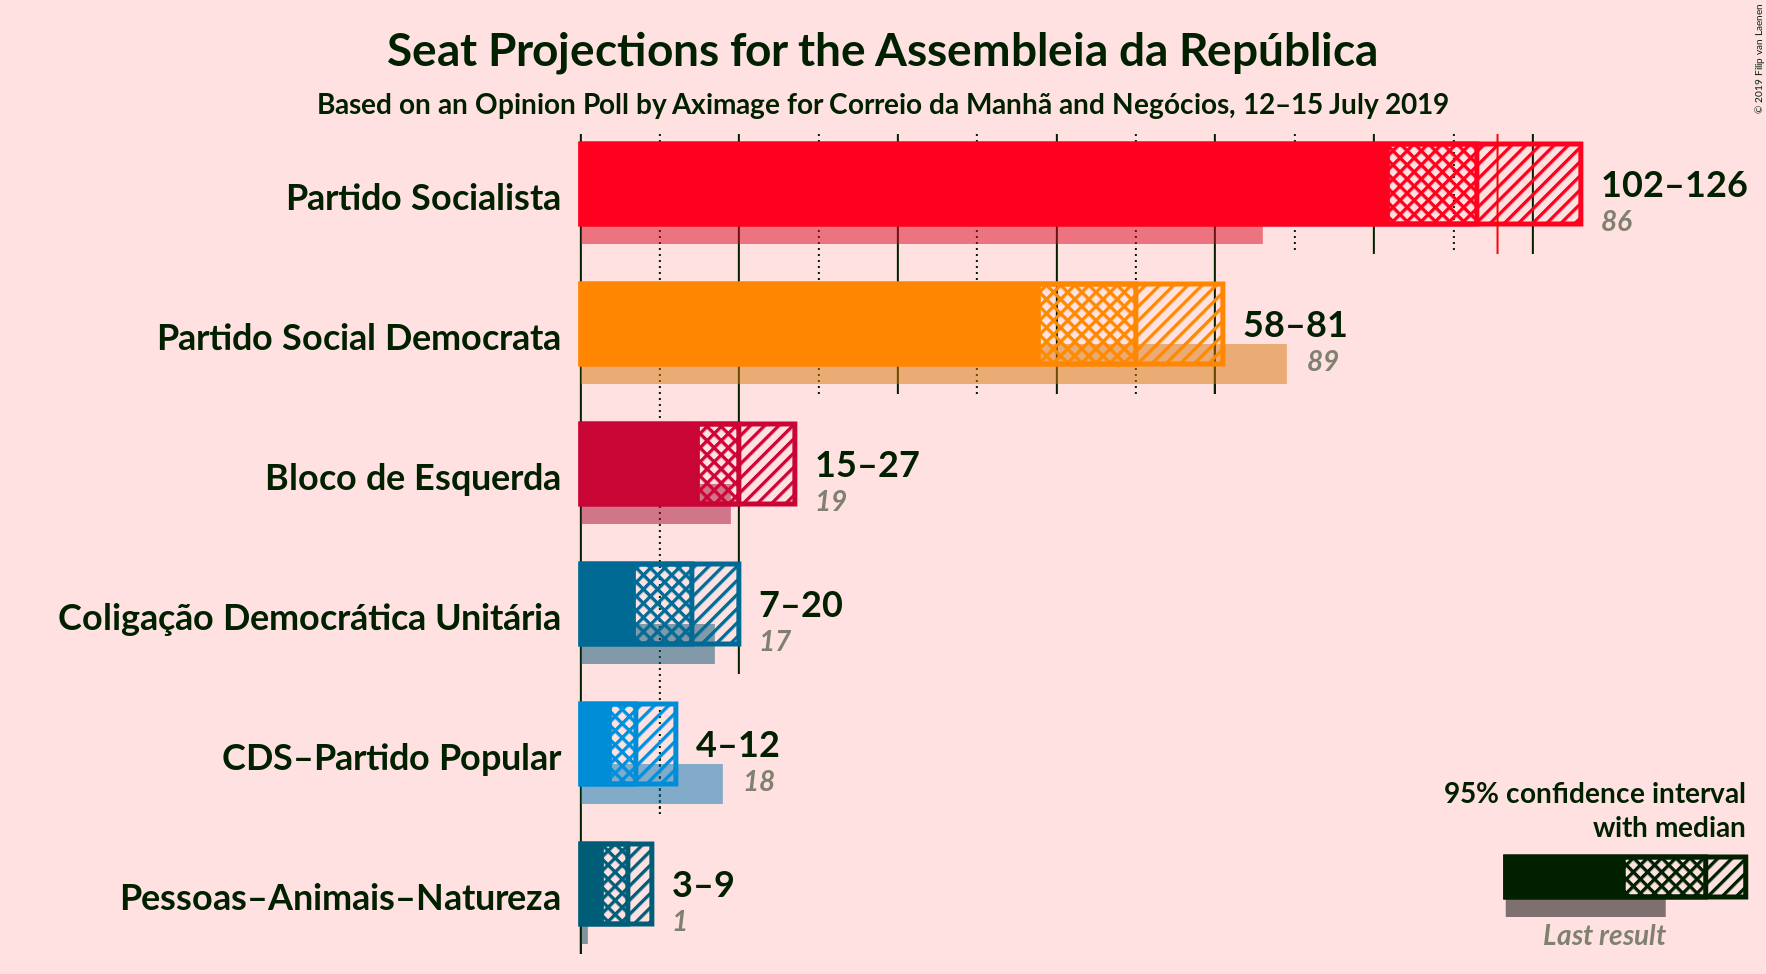 Seat Projections for the Assembleia da República
Based on an Opinion Poll by Aximage for Correio da Manhã and Negócios, 12–15 July 2019
© 2019 Filip van Laenen
Partido Socialista
102–126
86
Partido Social Democrata
58–81
89
Bloco de Esquerda
15–27
19
Coligação Democrática Unitária
7–20
17
CDS–Partido Popular
4–12
18
Pessoas–Animais–Natureza
3–9
1
95% confidence interval
with median
Last result